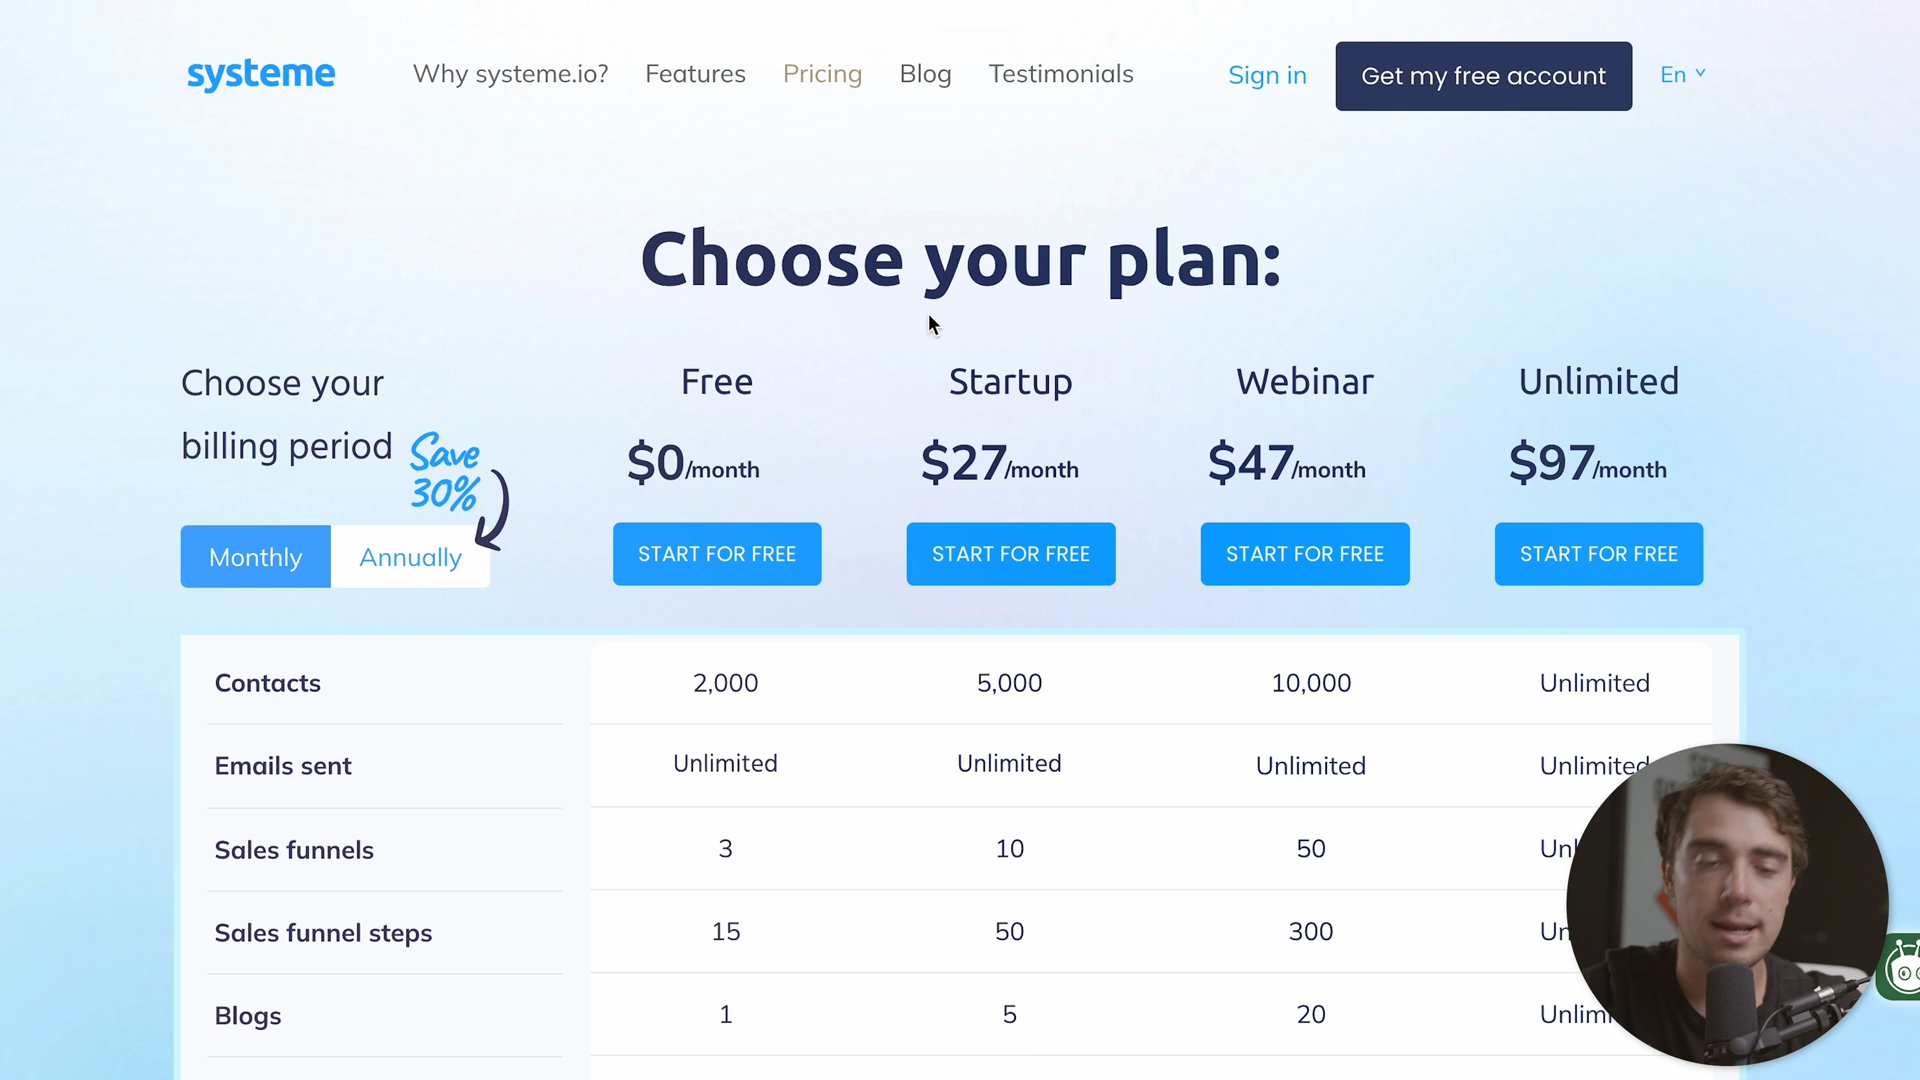 systeme
Why systeme.io? Features Pricing Blog Testimonials Sign in Get my free account En
Choose your plan:
Choose your
billing period
Save
30%
Monthly Annually
Free Startup Webinar Unlimited
$0/month $27/month $47/month $97/month
START FOR FREE START FOR FREE START FOR FREE START FOR FREE
Contacts 2,000 5,000 10,000 Unlimited
Emails sent Unlimited Unlimited Unlimited Unlimited
Sales funnels 3 10 50
Sales funnel steps 15 50 300
Blogs 1 5 20